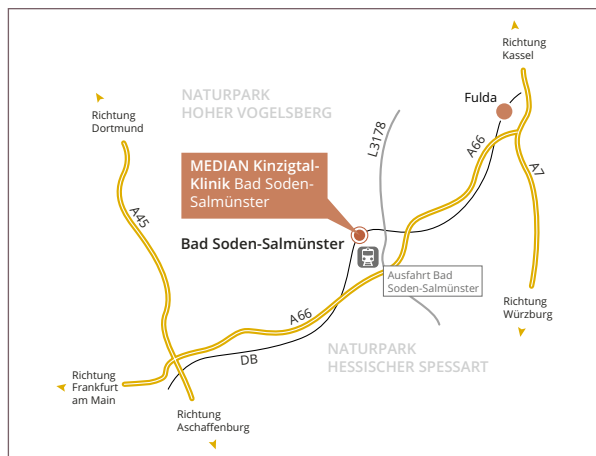 Richtung
Kassel
NATURPARK
HOHER VOGELSBERG
Fulda
Richtung
Dortmund
L3178
A66
MEDIAN Kinzigtal-
Klinik Bad Soden-
Salmünster
A7
A45
Bad Soden-Salmünster
Ausfahrt Bad
Soden-Salmünster
Richtung
Würzburg
A66
NATURPARK
HESSISCHER SPESSART
DB
Richtung
Frankfurt
am Main
Richtung
Aschaffenburg